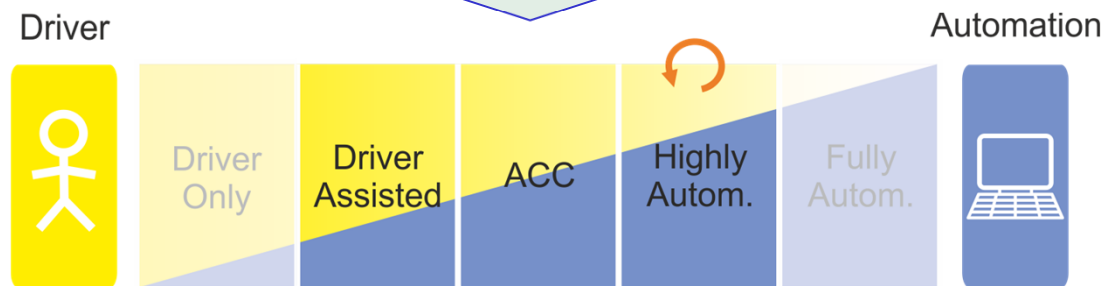 Driver
Automation
Driver
Only
Driver
Assisted
ACC
Highly
Autom.
Fully
Autom.